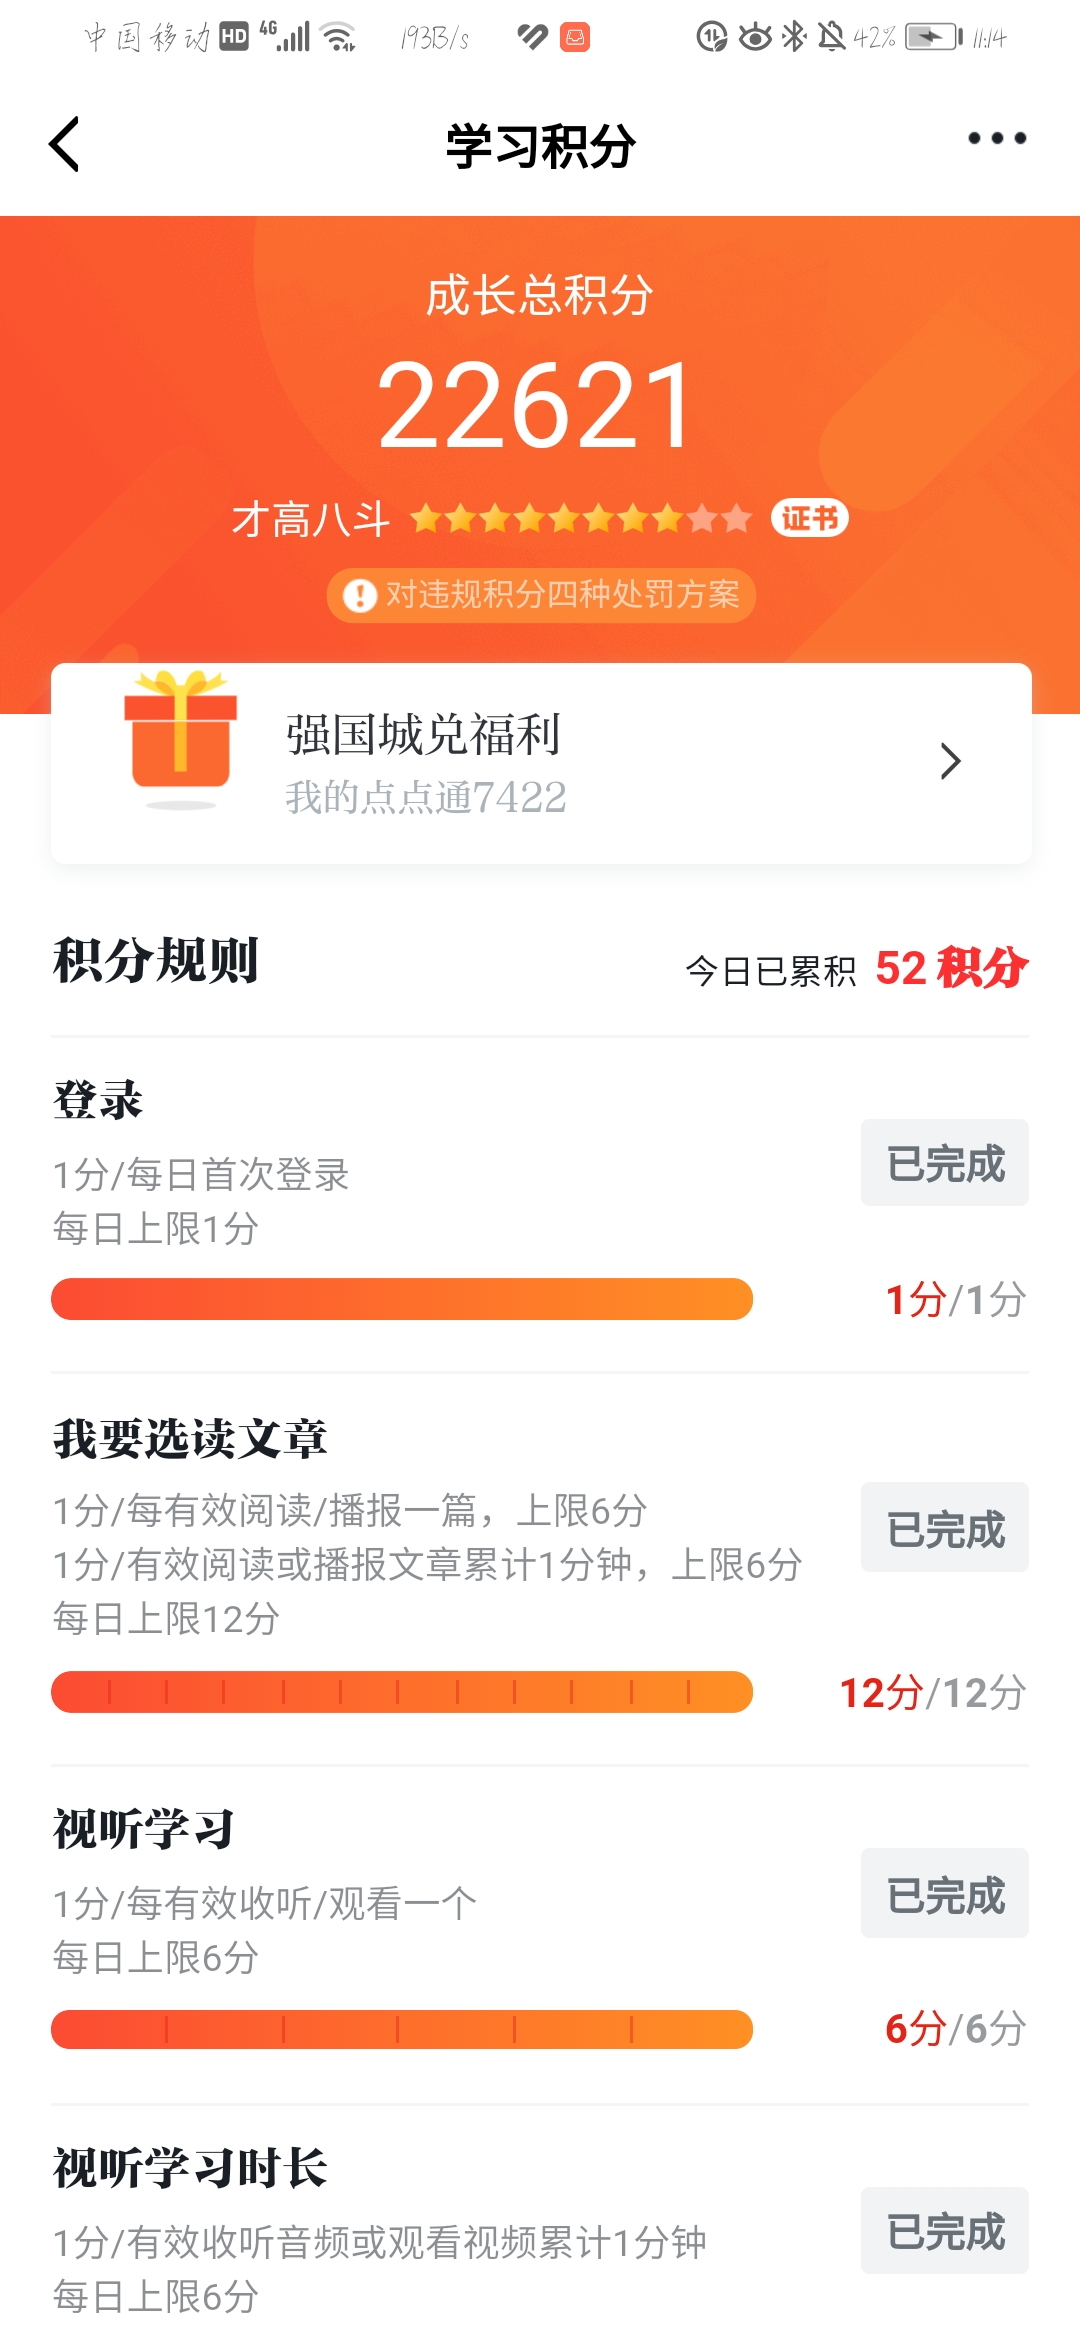 中国移动 HD 4G 193B/s 42% 11:14
学习积分
成长总积分
22621
才高八斗 证书
对违规积分四种处罚方案
强国城兑福利
我的点点通7422
积分规则
今日已累积 52 积分
登录
1分/每日首次登录
每日上限1分
已完成
1分/1分
我要选读文章
1分/每有效阅读/播报一篇，上限6分
1分/有效阅读或播报文章累计1分钟，上限6分
每日上限12分
已完成
12分/12分
视听学习
1分/每有效收听/观看一个
每日上限6分
已完成
6分/6分
视听学习时长
1分/有效收听音频或观看视频累计1分钟
每日上限6分
已完成